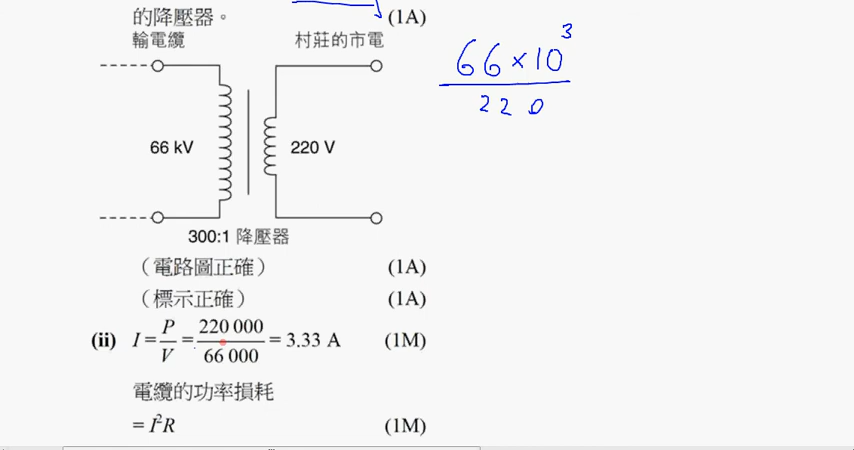 的降壓器。 (1A)
輸電纜 村莊的市電
66 kV 220 V
300:1 降壓器
（電路圖正確） (1A)
（標示正確） (1A)
(ii) I = P/V = 220 000/66 000 = 3.33 A (1M)
電纜的功率損耗
= I²R (1M)
66 × 10³
220